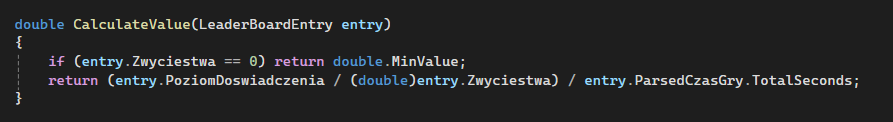 double CalculateValue(LeaderBoardEntry entry)
{
if (entry.Zwyciestwa == 0) return double.MinValue;
return (entry.PoziomDoswiadczenia / (double)entry.Zwyciestwa) / entry.ParsedCzasGry.TotalSeconds;
}